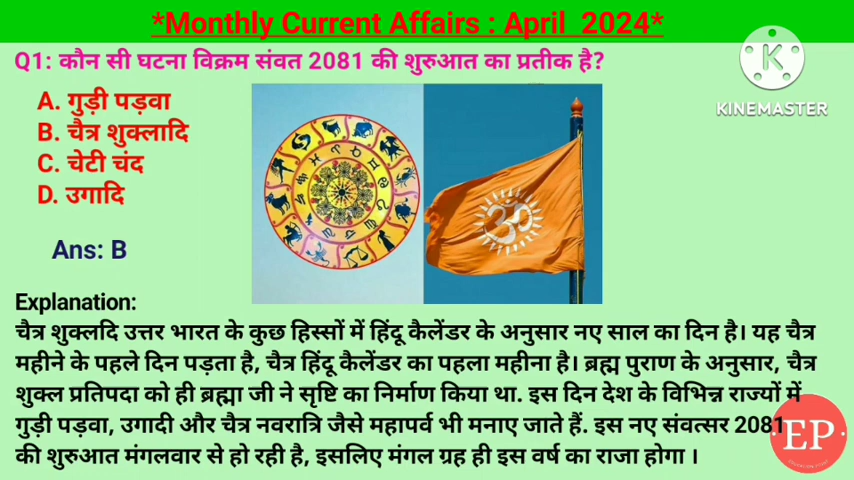 *Monthly Current Affairs : April 2024*
Q1: कौन सी घटना विक्रम संवत 2081 की शुरुआत का प्रतीक है?
A. गुड़ी पड़वा
B. चैत्र शुक्लादि
C. चेटी चंद
D. उगादि
Ans: B
K
KINEMASTER
Explanation:
चैत्र शुक्लदि उत्तर भारत के कुछ हिस्सों में हिंदू कैलेंडर के अनुसार नए साल का दिन है। यह चैत्र
महीने के पहले दिन पड़ता है, चैत्र हिंदू कैलेंडर का पहला महीना है। ब्रह्म पुराण के अनुसार, चैत्र
शुक्ल प्रतिपदा को ही ब्रह्मा जी ने सृष्टि का निर्माण किया था. इस दिन देश के विभिन्न राज्यों में
गुड़ी पड़वा, उगादी और चैत्र नवरात्रि जैसे महापर्व भी मनाए जाते हैं. इस नए संवत्सर 2081
की शुरुआत मंगलवार से हो रही है, इसलिए मंगल ग्रह ही इस वर्ष का राजा होगा ।
ॐ
EP